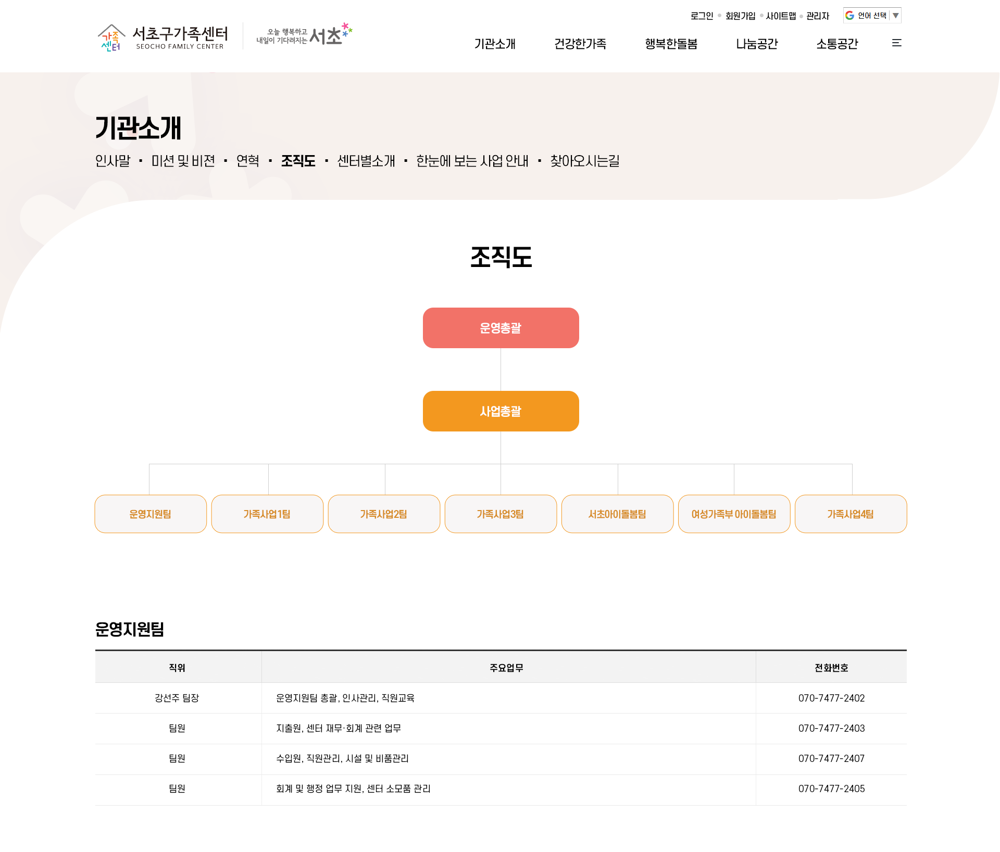 로그인 회원가입 사이트맵 관리자 언어 선택 ▼
가족센터 서초구가족센터
SEOCHO FAMILY CENTER
오늘 행복하고
내일이 기다려지는 서초
기관소개 건강한가족 행복한돌봄 나눔공간 소통공간
기관소개
인사말 · 미션 및 비젼 · 연혁 · 조직도 · 센터별소개 · 한눈에 보는 사업 안내 · 찾아오시는길
조직도
운영총괄
사업총괄
운영지원팀 가족사업1팀 가족사업2팀 가족사업3팀 서초아이돌봄팀 여성가족부 아이돌봄팀 가족사업4팀
운영지원팀
직위 주요업무 전화번호
강선주 팀장 운영지원팀 총괄, 인사관리, 직원교육 070-7477-2402
팀원 지출원, 센터 재무·회계 관련 업무 070-7477-2403
팀원 수입원, 직원관리, 시설 및 비품관리 070-7477-2407
팀원 회계 및 행정 업무 지원, 센터 소모품 관리 070-7477-2405